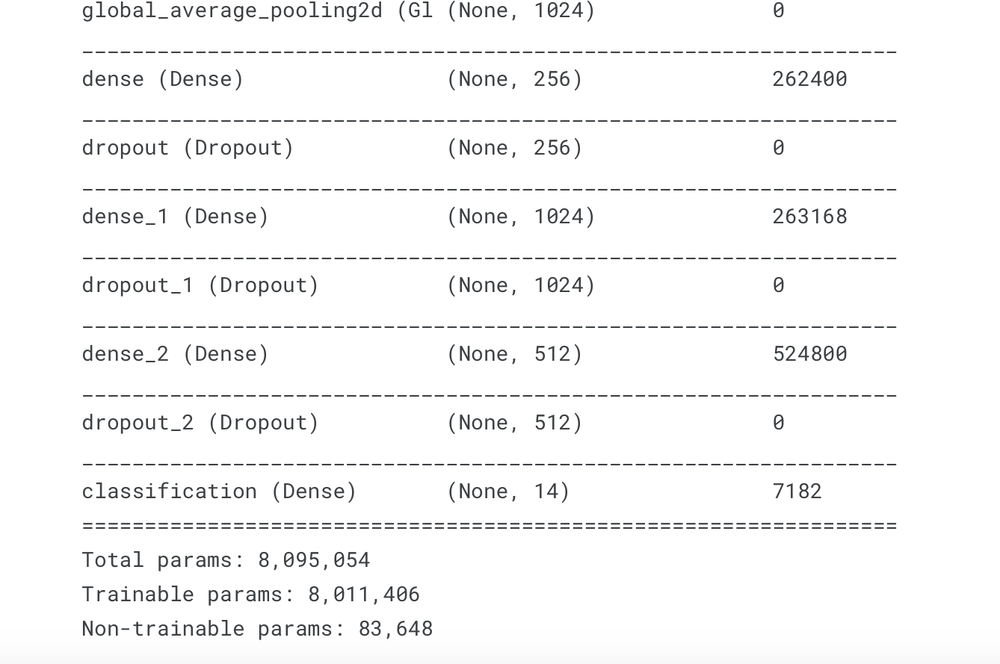 global_average_pooling2d (Gl (None, 1024)              0
_________________________________________________________________
dense (Dense)                (None, 256)               262400
_________________________________________________________________
dropout (Dropout)            (None, 256)               0
_________________________________________________________________
dense_1 (Dense)              (None, 1024)              263168
_________________________________________________________________
dropout_1 (Dropout)          (None, 1024)              0
_________________________________________________________________
dense_2 (Dense)              (None, 512)               524800
_________________________________________________________________
dropout_2 (Dropout)          (None, 512)               0
_________________________________________________________________
classification (Dense)       (None, 14)                7182
=================================================================
Total params: 8,095,054
Trainable params: 8,011,406
Non-trainable params: 83,648